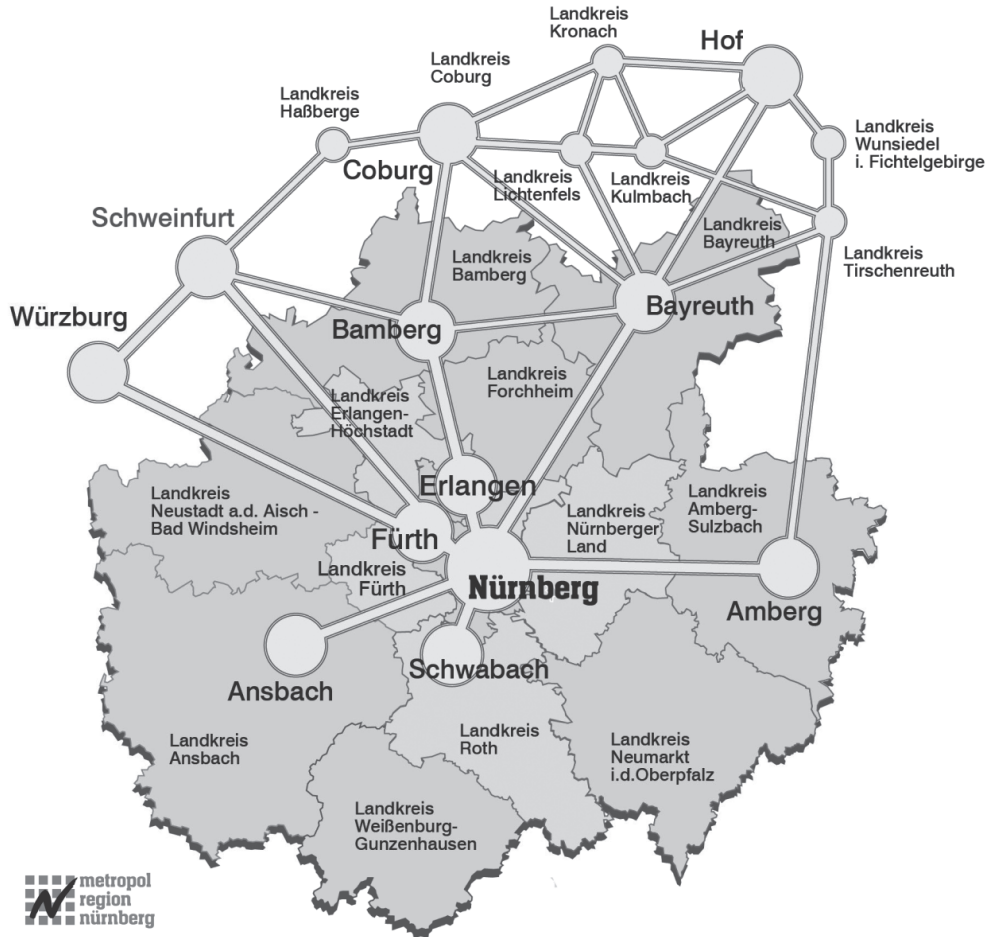 Landkreis
Kronach
Hof
Landkreis
Coburg
Landkreis
Haßberge
Landkreis
Wunsiedel
i. Fichtelgebirge
Coburg
Landkreis
Lichtenfels
Landkreis
Kulmbach
Schweinfurt
Landkreis
Bayreuth
Landkreis
Bamberg
Landkreis
Tirschenreuth
Würzburg
Bamberg
Bayreuth
Landkreis
Forchheim
Landkreis
Erlangen-
Höchstadt
Erlangen
Landkreis
Neustadt a.d. Aisch -
Bad Windsheim
Landkreis
Amberg-
Sulzbach
Landkreis
Nürnberger
Land
Fürth
Landkreis
Fürth
Nürnberg
Amberg
Schwabach
Ansbach
Landkreis
Ansbach
Landkreis
Roth
Landkreis
Neumarkt
i.d.Oberpfalz
Landkreis
Weißenburg-
Gunzenhausen
metropol
region
nürnberg